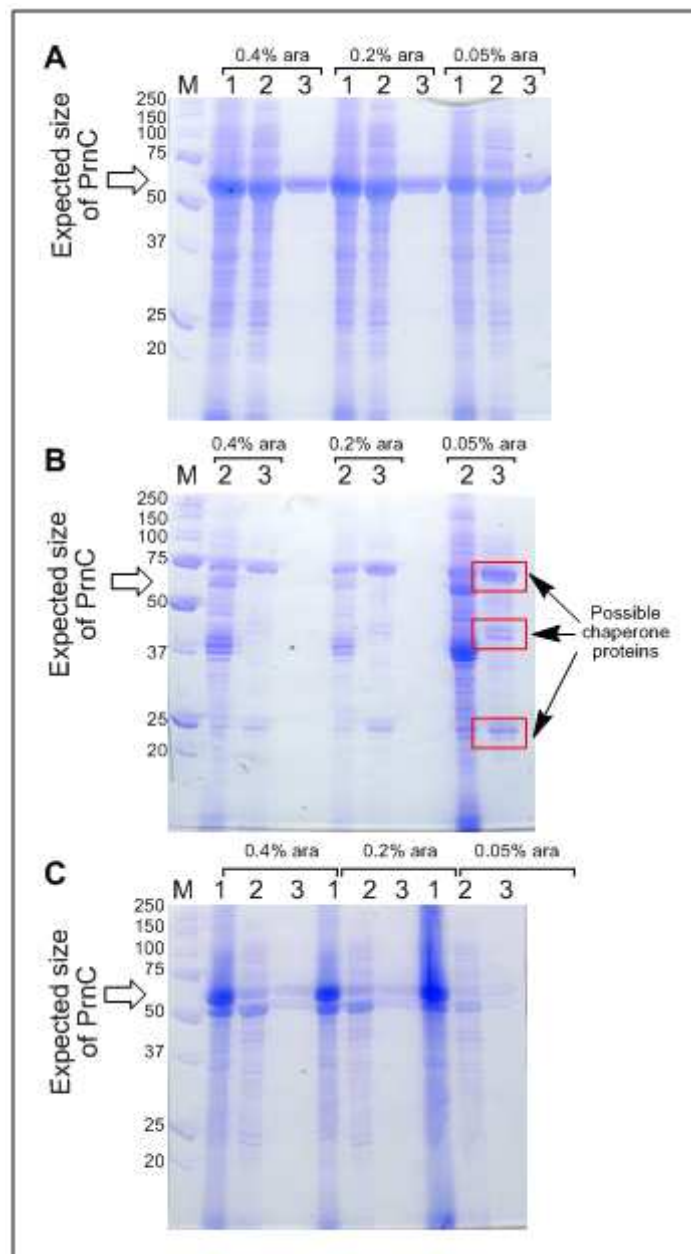 A
0.4% ara 0.2% ara 0.05% ara
M 1 2 3 1 2 3 1 2 3
250
150
100
75
50
37
25
20
Expected size
of PrnC
B
0.4% ara 0.2% ara 0.05% ara
M 2 3 2 3 2 3
250
150
100
75
50
37
25
20
Expected size
of PrnC
Possible
chaperone
proteins
C
0.4% ara 0.2% ara 0.05% ara
M 1 2 3 1 2 3 1 2 3
250
150
100
75
50
37
25
20
Expected size
of PrnC